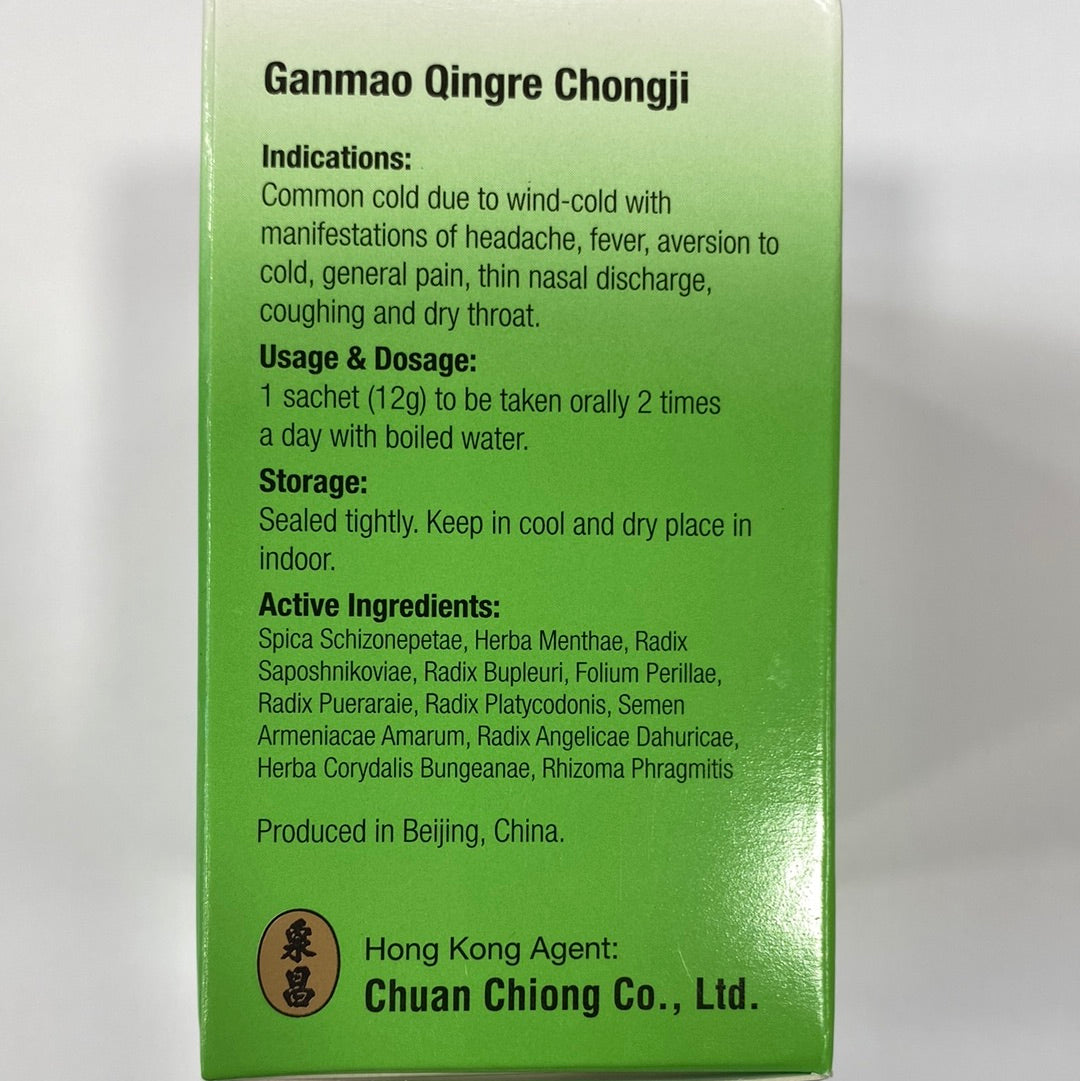 Ganmao Qingre Chongji
Indications:
Common cold due to wind-cold with
manifestations of headache, fever, aversion to
cold, general pain, thin nasal discharge,
coughing and dry throat.
Usage & Dosage:
1 sachet (12g) to be taken orally 2 times
a day with boiled water.
Storage:
Sealed tightly. Keep in cool and dry place in
indoor.
Active Ingredients:
Spica Schizonepetae, Herba Menthae, Radix
Saposhnikoviae, Radix Bupleuri, Folium Perillae,
Radix Pueraraie, Radix Platycodonis, Semen
Armeniacae Amarum, Radix Angelicae Dahuricae,
Herba Corydalis Bungeanae, Rhizoma Phragmitis
Produced in Beijing, China.
泉
昌
Hong Kong Agent:
Chuan Chiong Co., Ltd.